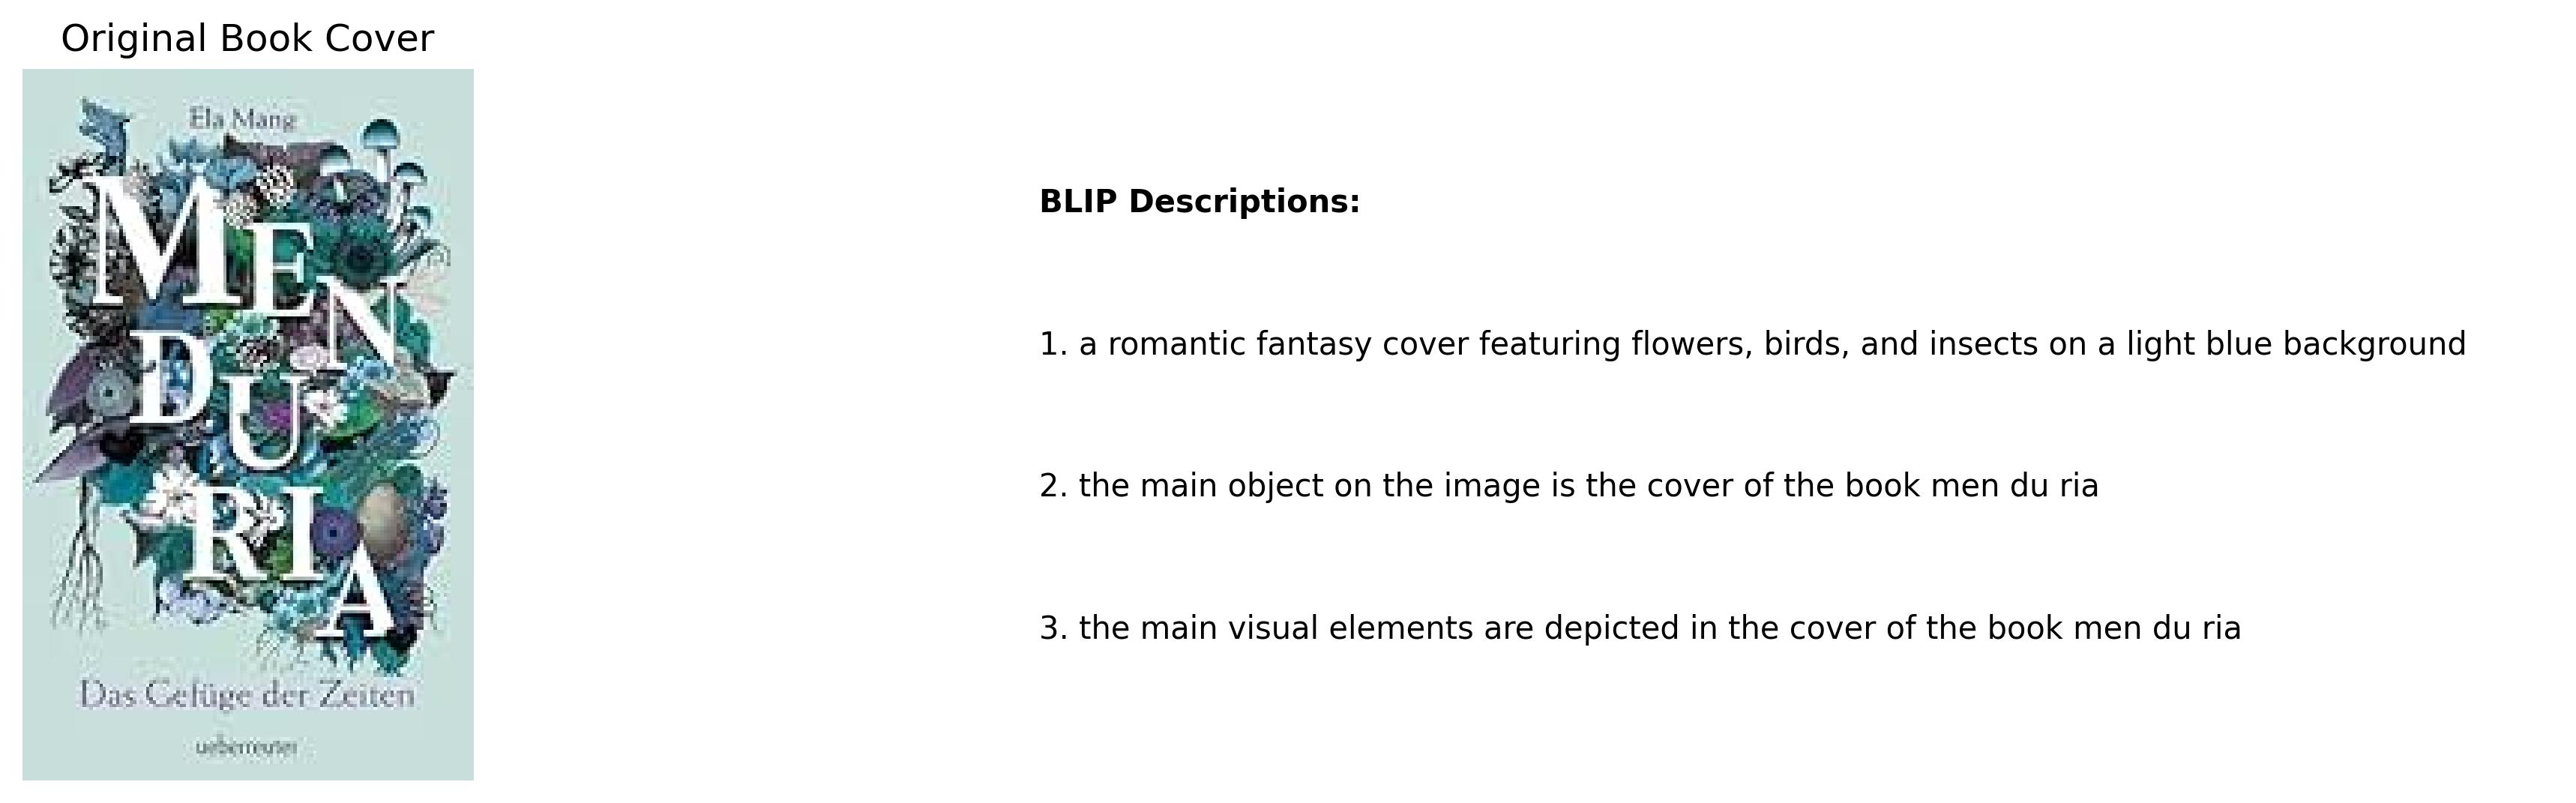 Original Book Cover
Ela Mang
MEN
DU
RIA
Das Gefüge der Zeiten
ueberreuter
BLIP Descriptions:
1. a romantic fantasy cover featuring flowers, birds, and insects on a light blue background
2. the main object on the image is the cover of the book men du ria
3. the main visual elements are depicted in the cover of the book men du ria